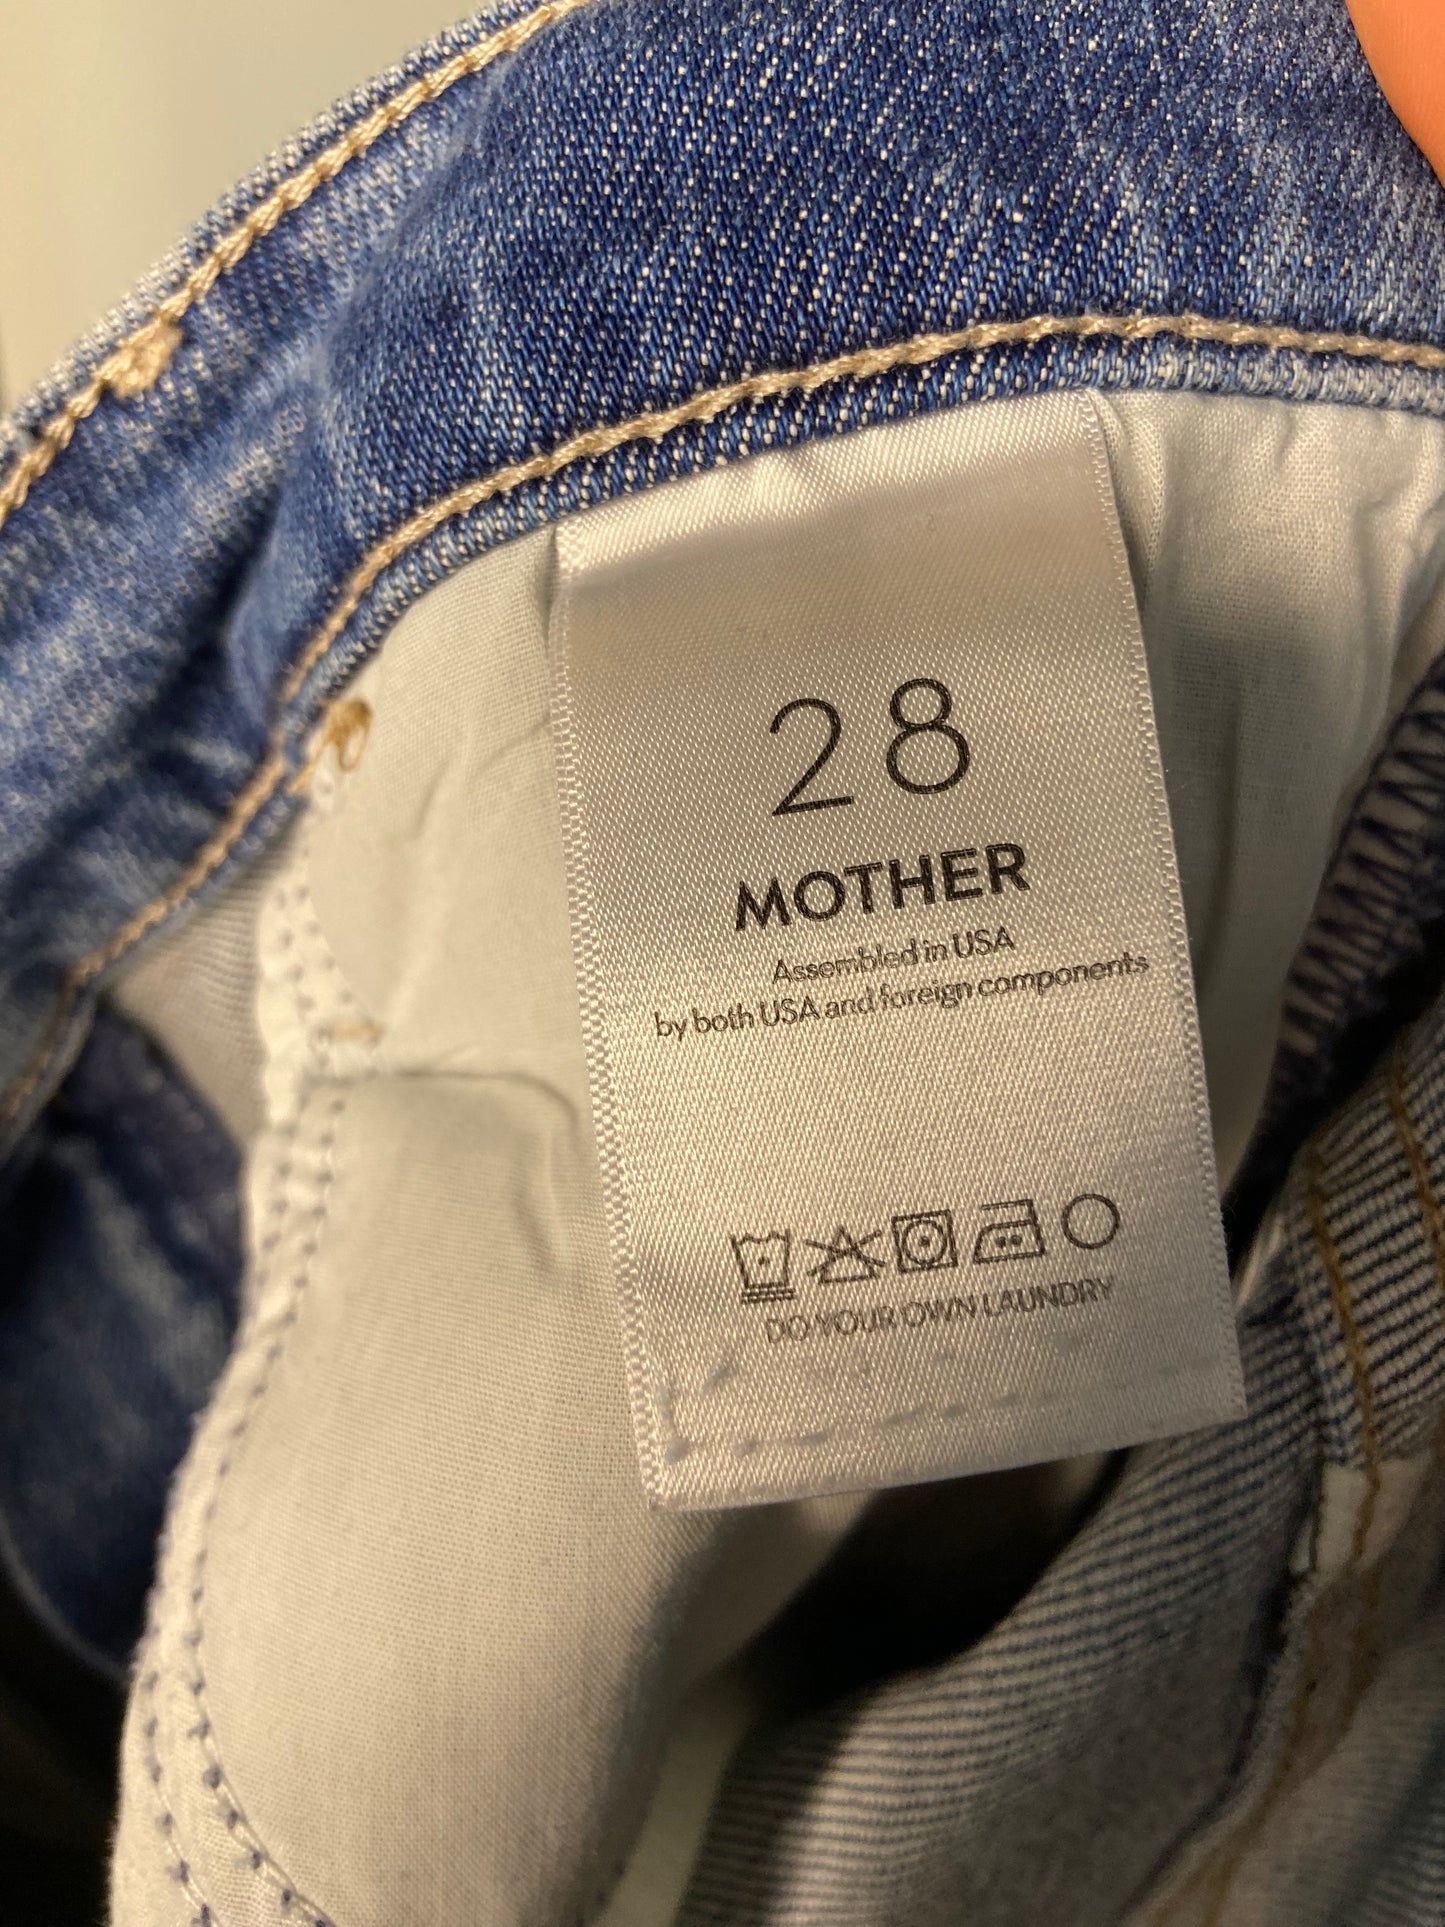 28
MOTHER
Assembled in USA
by both USA and foreign components
DO YOUR OWN LAUNDRY